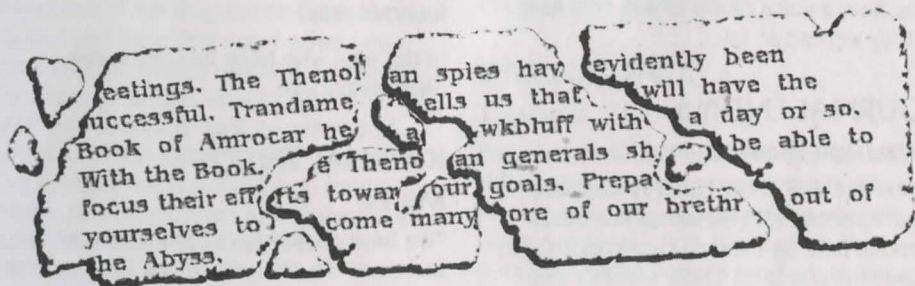 eetings. The Thenol an spies hav evidently been
uccessful. Trandame ells us that will have the
Book of Amrocar he a wkbluff with a day or so.
With the Book. e Theno an generals sh be able to
focus their eff rts towar our goals. Prepa
yourselves to come many ore of our brethr out of
he Abyss.